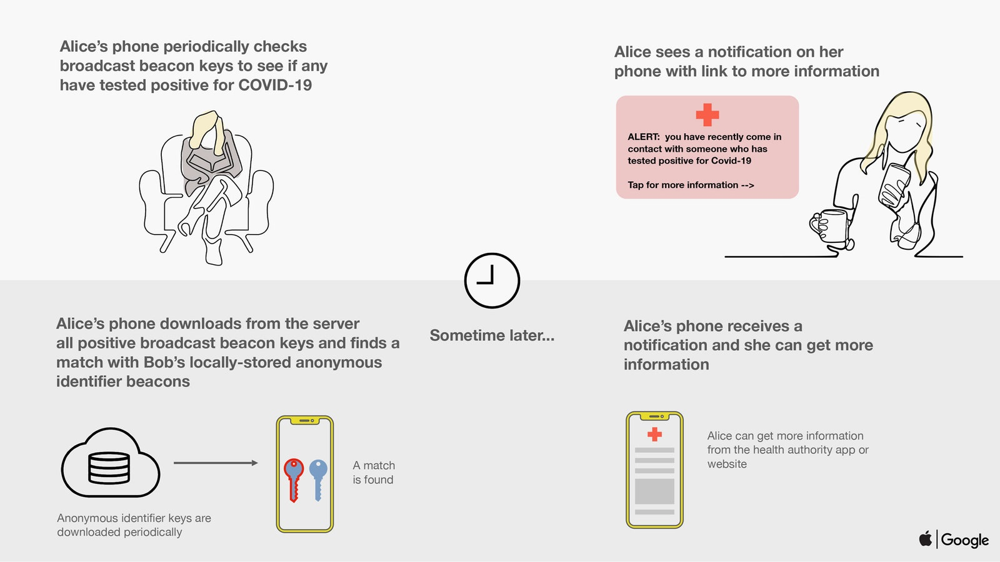 Alice’s phone periodically checks
broadcast beacon keys to see if any
have tested positive for COVID-19
Alice sees a notification on her
phone with link to more information
ALERT:  you have recently come in
contact with someone who has
tested positive for Covid-19
Tap for more information -->
Alice’s phone downloads from the server
all positive broadcast beacon keys and finds a
match with Bob’s locally-stored anonymous
identifier beacons
Sometime later...
Alice’s phone receives a
notification and she can get more
information
A match
is found
Anonymous identifier keys are
downloaded periodically
Alice can get more information
from the health authority app or
website
Google